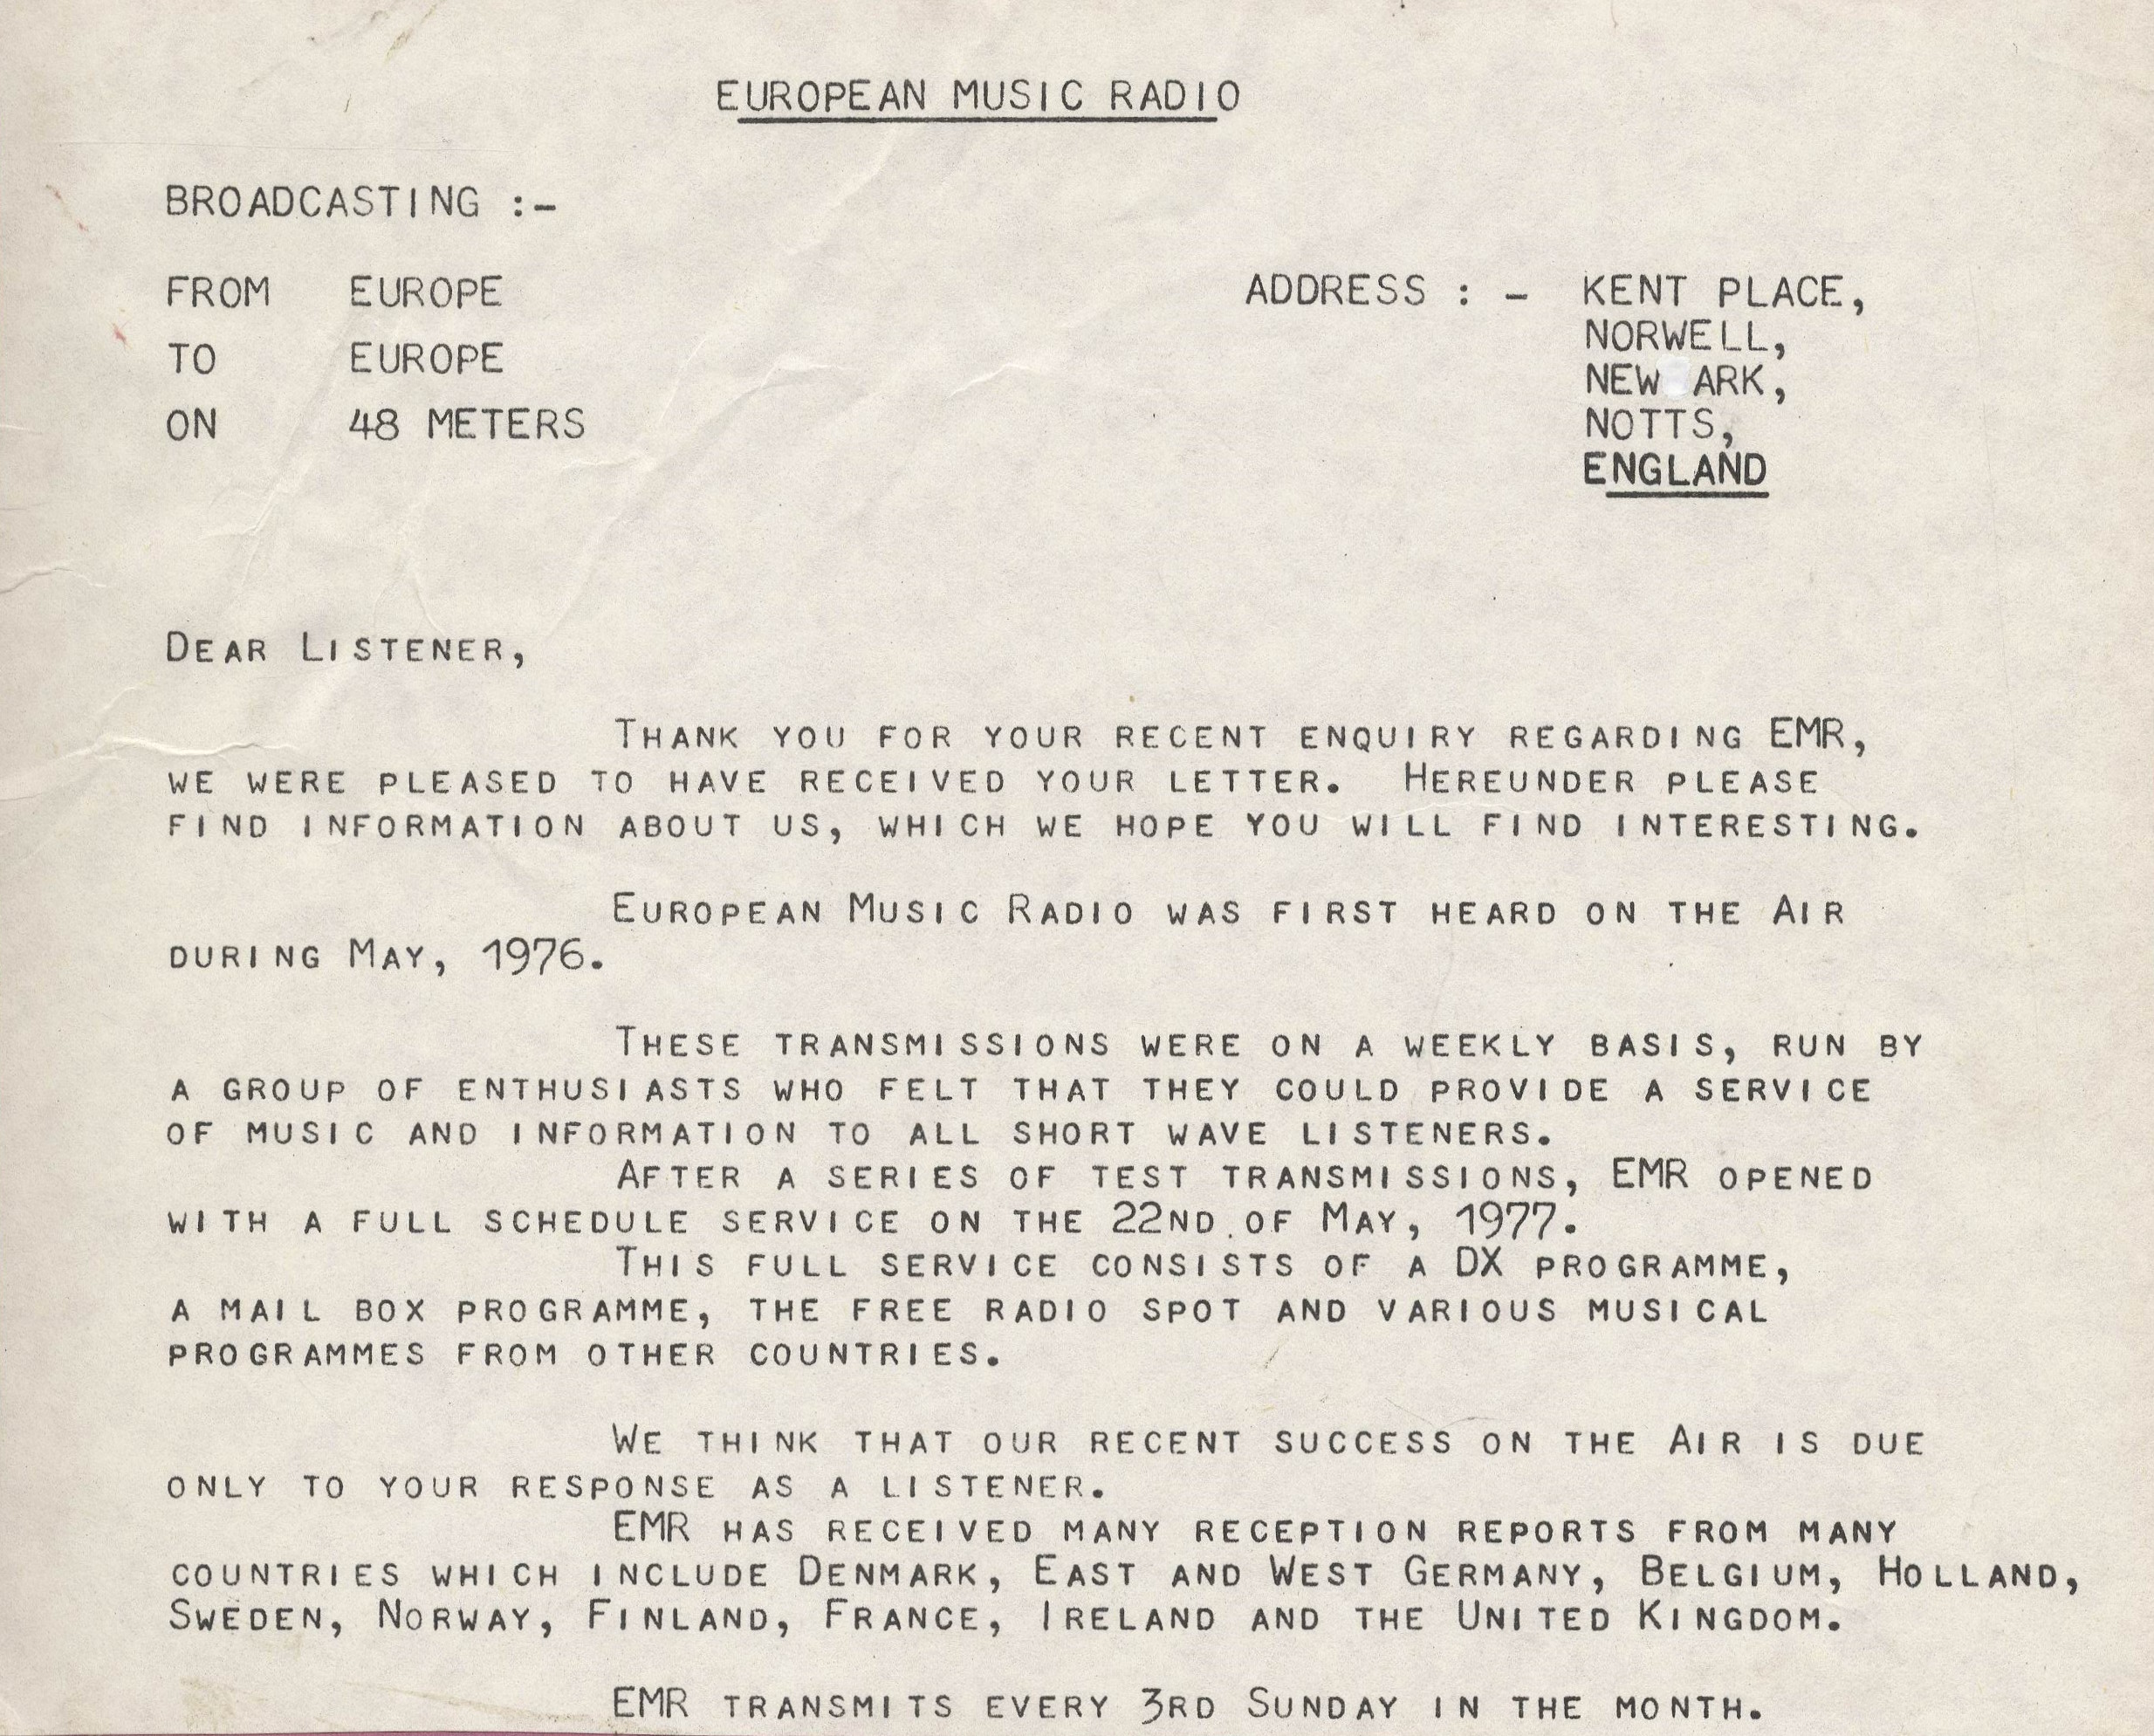 EUROPEAN MUSIC RADIO
BROADCASTING :-
FROM EUROPE
TO EUROPE
ON 48 METERS
ADDRESS : - KENT PLACE,
NORWELL,
NEW ARK,
NOTTS,
ENGLAND
DEAR LISTENER,
THANK YOU FOR YOUR RECENT ENQUIRY REGARDING EMR,
WE WERE PLEASED TO HAVE RECEIVED YOUR LETTER. HEREUNDER PLEASE
FIND INFORMATION ABOUT US, WHICH WE HOPE YOU WILL FIND INTERESTING.
EUROPEAN MUSIC RADIO WAS FIRST HEARD ON THE AIR
DURING MAY, 1976.
THESE TRANSMISSIONS WERE ON A WEEKLY BASIS, RUN BY
A GROUP OF ENTHUSIASTS WHO FELT THAT THEY COULD PROVIDE A SERVICE
OF MUSIC AND INFORMATION TO ALL SHORT WAVE LISTENERS.
AFTER A SERIES OF TEST TRANSMISSIONS, EMR OPENED
WITH A FULL SCHEDULE SERVICE ON THE 22ND OF MAY, 1977.
THIS FULL SERVICE CONSISTS OF A DX PROGRAMME,
A MAIL BOX PROGRAMME, THE FREE RADIO SPOT AND VARIOUS MUSICAL
PROGRAMMES FROM OTHER COUNTRIES.
WE THINK THAT OUR RECENT SUCCESS ON THE AIR IS DUE
ONLY TO YOUR RESPONSE AS A LISTENER.
EMR HAS RECEIVED MANY RECEPTION REPORTS FROM MANY
COUNTRIES WHICH INCLUDE DENMARK, EAST AND WEST GERMANY, BELGIUM, HOLLAND,
SWEDEN, NORWAY, FINLAND, FRANCE, IRELAND AND THE UNITED KINGDOM.
EMR TRANSMITS EVERY 3RD SUNDAY IN THE MONTH.